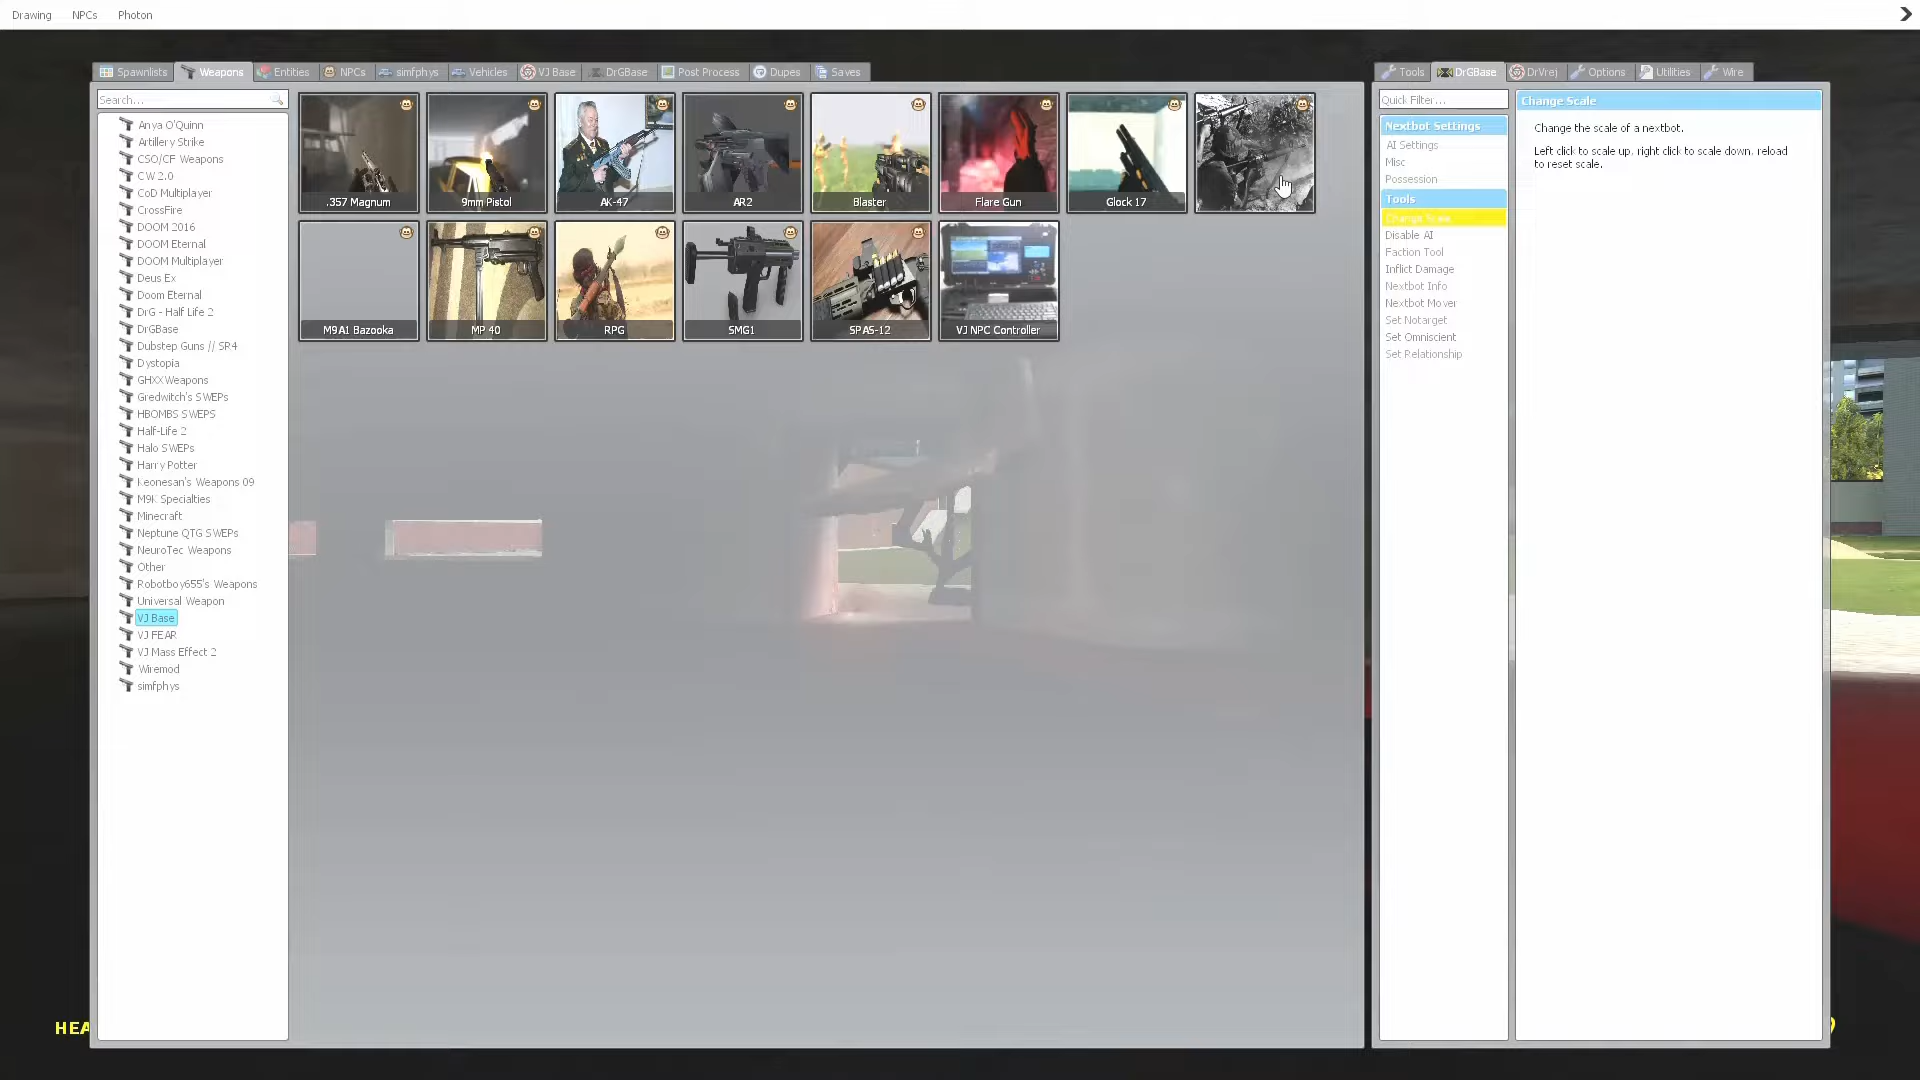 Drawing NPCs Photon
Spawnlists Weapons Entities NPCs simfphys Vehicles VJ Base DrGBase Post Process Dupes Saves
Tools DrGBase DrVrej Options Utilities Wire
Search...
Anya O'Quinn
Artillery Strike
CSO/CF Weapons
CW 2.0
CoD Multiplayer
CrossFire
DOOM 2016
DOOM Eternal
DOOM Multiplayer
Deus Ex
Doom Eternal
DrG - Half Life 2
DrGBase
Dubstep Guns // SR4
Dystopia
GHXXWeapons
Gredwitch's SWEPs
HBOMBS SWEPS
Half-Life 2
Halo SWEPs
Harry Potter
Keonesan's Weapons 09
M9K Specialties
Minecraft
Neptune QTG SWEPs
NeuroTec Weapons
Other
Robotboy655's Weapons
Universal Weapon
VJ Base
VJ FEAR
VJ Mass Effect 2
Wiremod
simfphys
.357 Magnum 9mm Pistol AK-47 AR2 Blaster Flare Gun Glock 17
M9A1 Bazooka MP 40 RPG SMG1 SPAS-12 VJ NPC Controller
Quick Filter...
Nextbot Settings
AI Settings
Misc
Possession
Tools
Change Scale
Disable AI
Faction Tool
Inflict Damage
Nextbot Info
Nextbot Mover
Set Notarget
Set Omniscient
Set Relationship
Change Scale
Change the scale of a nextbot.
Left click to scale up, right click to scale down, reload
to reset scale.
HEA